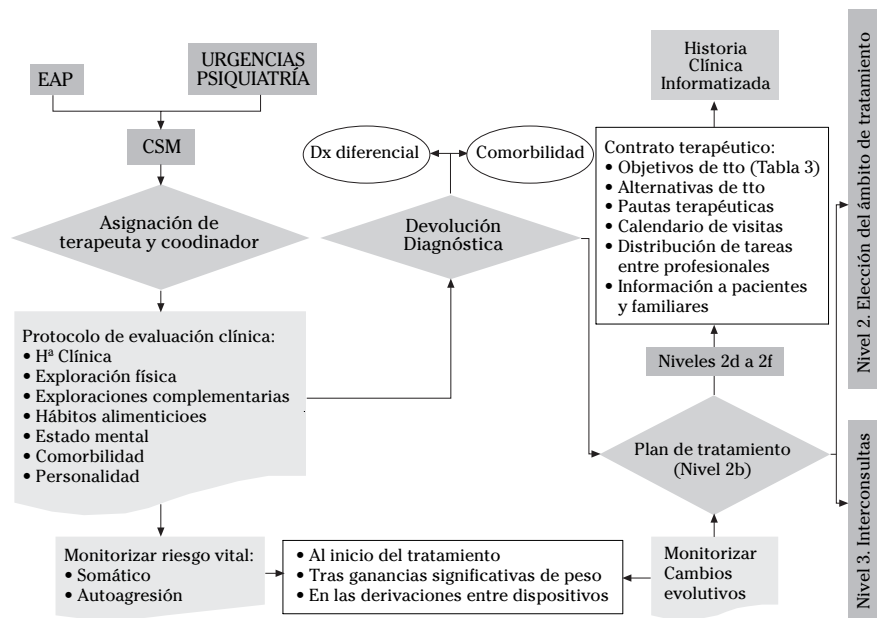 EAP
URGENCIAS
PSIQUIATRÍA
CSM
Asignación de
terapeuta y coodinador
Protocolo de evaluación clínica:
• Hª Clínica
• Exploración física
• Exploraciones complementarias
• Hábitos alimenticioes
• Estado mental
• Comorbilidad
• Personalidad
Monitorizar riesgo vital:
• Somático
• Autoagresión
Dx diferencial
Comorbilidad
Devolución
Diagnóstica
• Al inicio del tratamiento
• Tras ganancias significativas de peso
• En las derivaciones entre dispositivos
Historia
Clínica
Informatizada
Contrato terapéutico:
• Objetivos de tto (Tabla 3)
• Alternativas de tto
• Pautas terapéuticas
• Calendario de visitas
• Distribución de tareas
entre profesionales
• Información a pacientes
y familiares
Niveles 2d a 2f
Plan de tratamiento
(Nivel 2b)
Monitorizar
Cambios
evolutivos
Nivel 2. Elección del ámbito de tratamiento
Nivel 3. Interconsultas